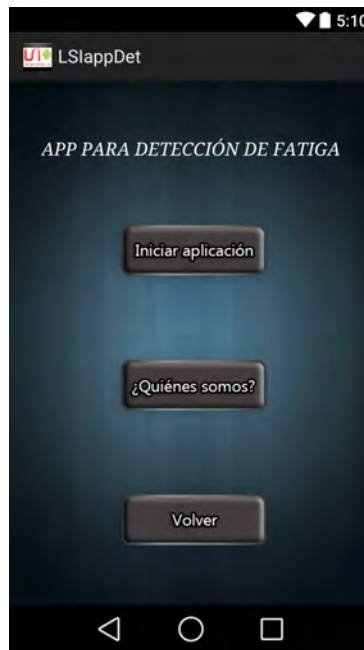 5:10
LSIappDet
APP PARA DETECCIÓN DE FATIGA
Iniciar aplicación
¿Quiénes somos?
Volver